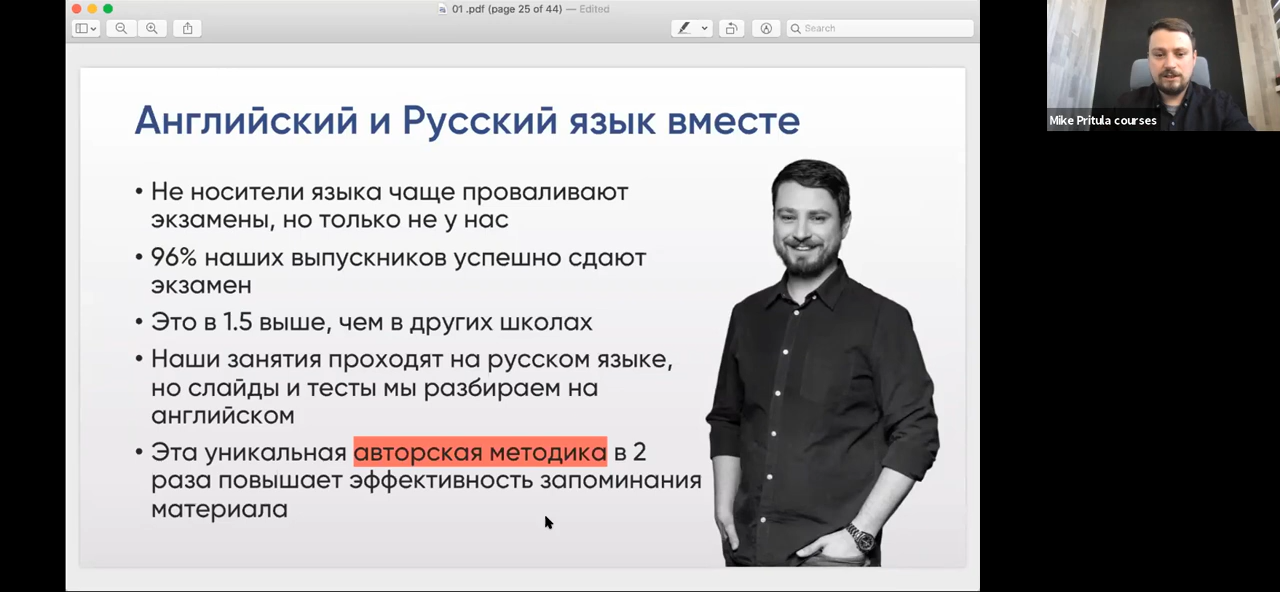 01 .pdf (page 25 of 44) — Edited
Search
Mike Pritula courses
Английский и Русский язык вместе
• Не носители языка чаще проваливают
экзамены, но только не у нас
• 96% наших выпускников успешно сдают
экзамен
• Это в 1.5 выше, чем в других школах
• Наши занятия проходят на русском языке,
но слайды и тесты мы разбираем на
английском
• Эта уникальная авторская методика в 2
раза повышает эффективность запоминания
материала